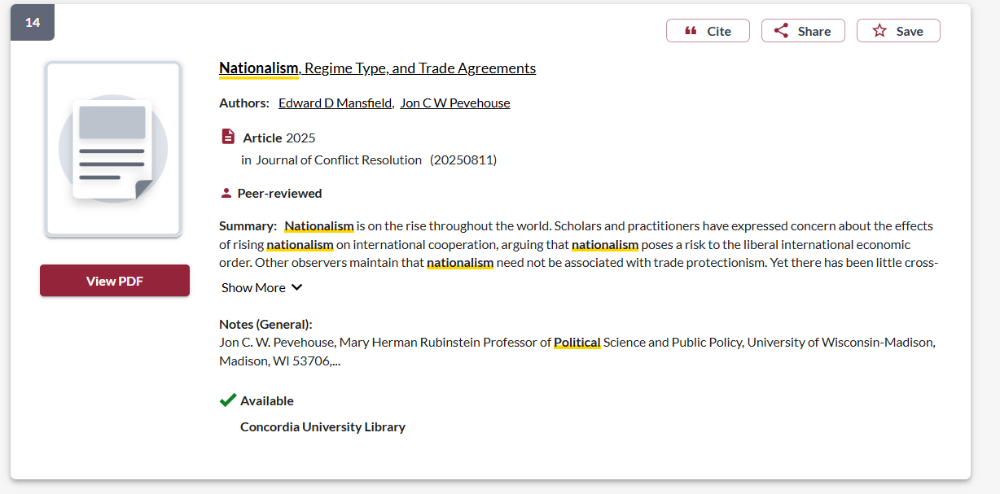 14
Cite
Share
Save
Nationalism, Regime Type, and Trade Agreements
Authors: Edward D Mansfield, Jon C W Pevehouse
Article 2025
in Journal of Conflict Resolution (20250811)
Peer-reviewed
Summary: Nationalism is on the rise throughout the world. Scholars and practitioners have expressed concern about the effects
of rising nationalism on international cooperation, arguing that nationalism poses a risk to the liberal international economic
order. Other observers maintain that nationalism need not be associated with trade protectionism. Yet there has been little cross-
View PDF
Show More
Notes (General):
Jon C. W. Pevehouse, Mary Herman Rubinstein Professor of Political Science and Public Policy, University of Wisconsin-Madison,
Madison, WI 53706,...
Available
Concordia University Library